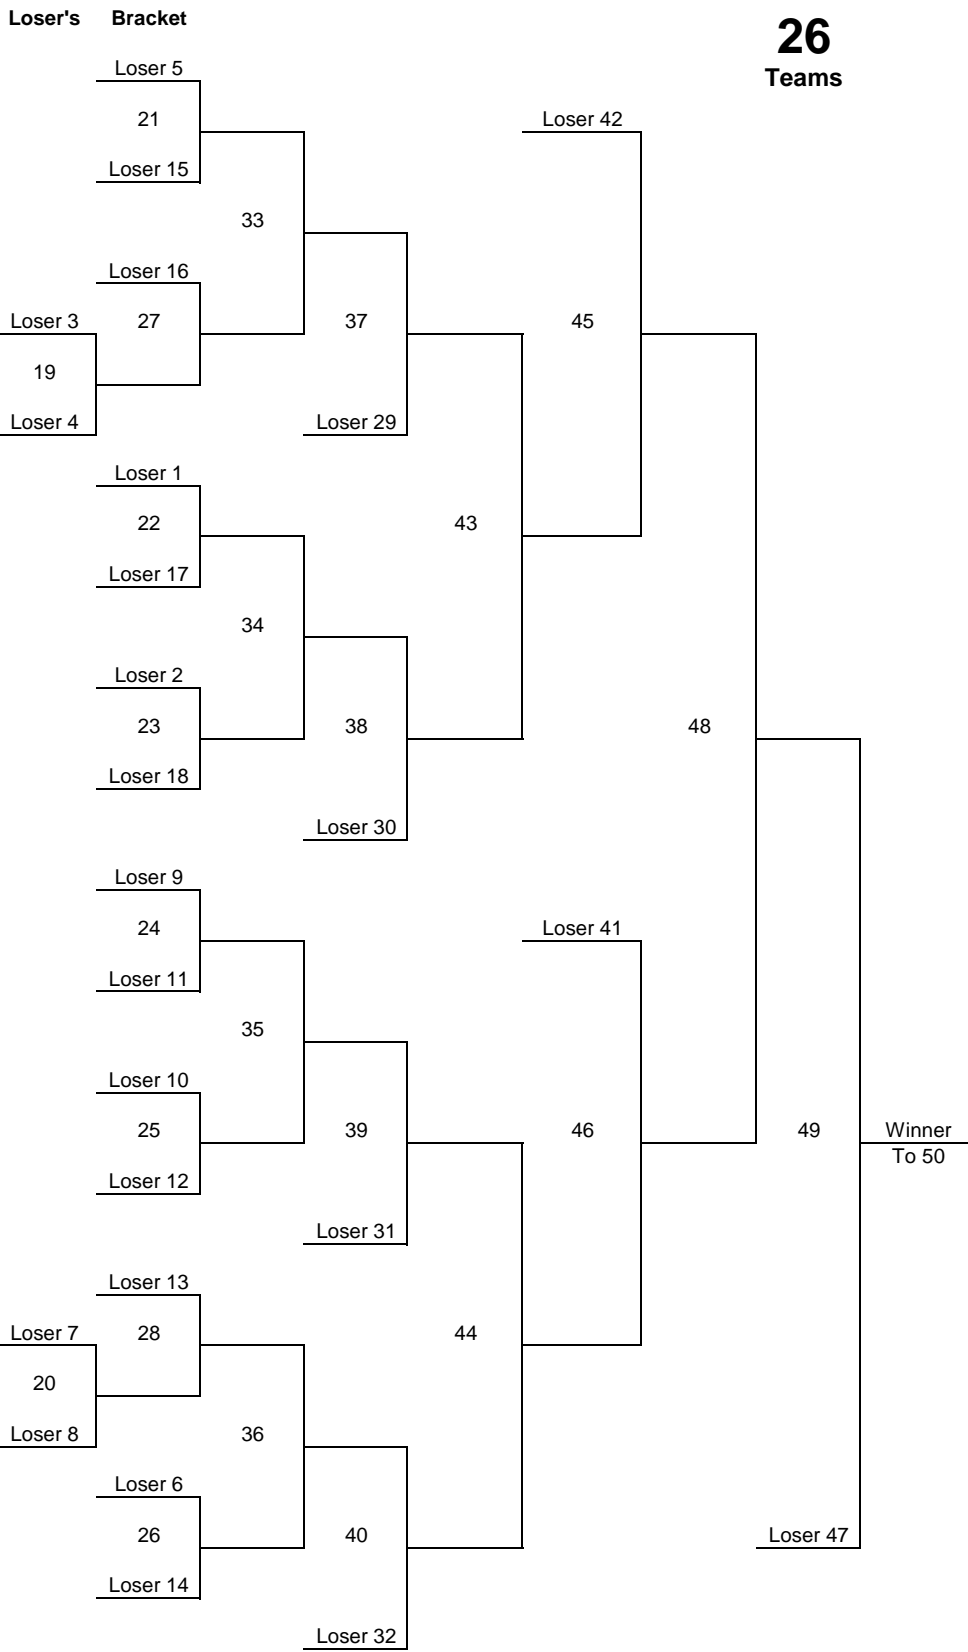 Loser's Bracket
26
Teams
Loser 5
21
Loser 42
Loser 15
33
Loser 16
Loser 3
27
37
45
19
Loser 4
Loser 29
Loser 1
22
43
Loser 17
34
Loser 2
23
38
48
Loser 18
Loser 30
Loser 9
24
Loser 41
Loser 11
35
Loser 10
25
39
46
49
Winner
To 50
Loser 12
Loser 31
Loser 13
Loser 7
28
44
20
Loser 8
36
Loser 6
26
40
Loser 47
Loser 14
Loser 32